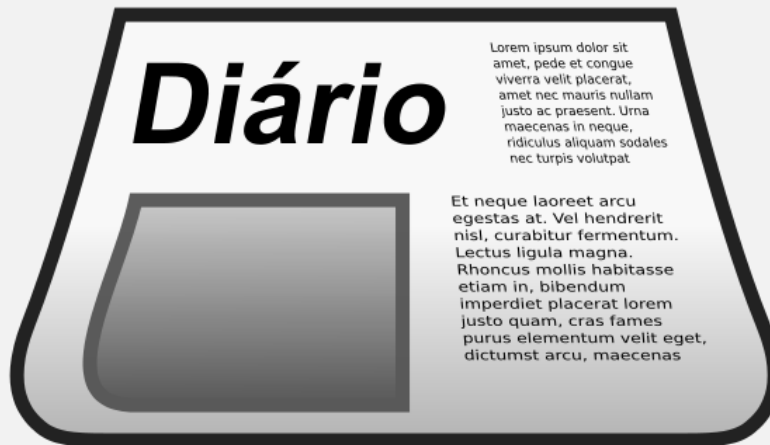 Diário
Lorem ipsum dolor sit
amet, pede et congue
viverra velit placerat,
amet nec mauris nullam
justo ac praesent. Urna
maecenas in neque,
ridiculus aliquam sodales
nec turpis volutpat
Et neque laoreet arcu
egestas at. Vel hendrerit
nisl, curabitur fermentum.
Lectus ligula magna.
Rhoncus mollis habitasse
etiam in, bibendum
imperdiet placerat lorem
justo quam, cras fames
purus elementum velit eget,
dictumst arcu, maecenas